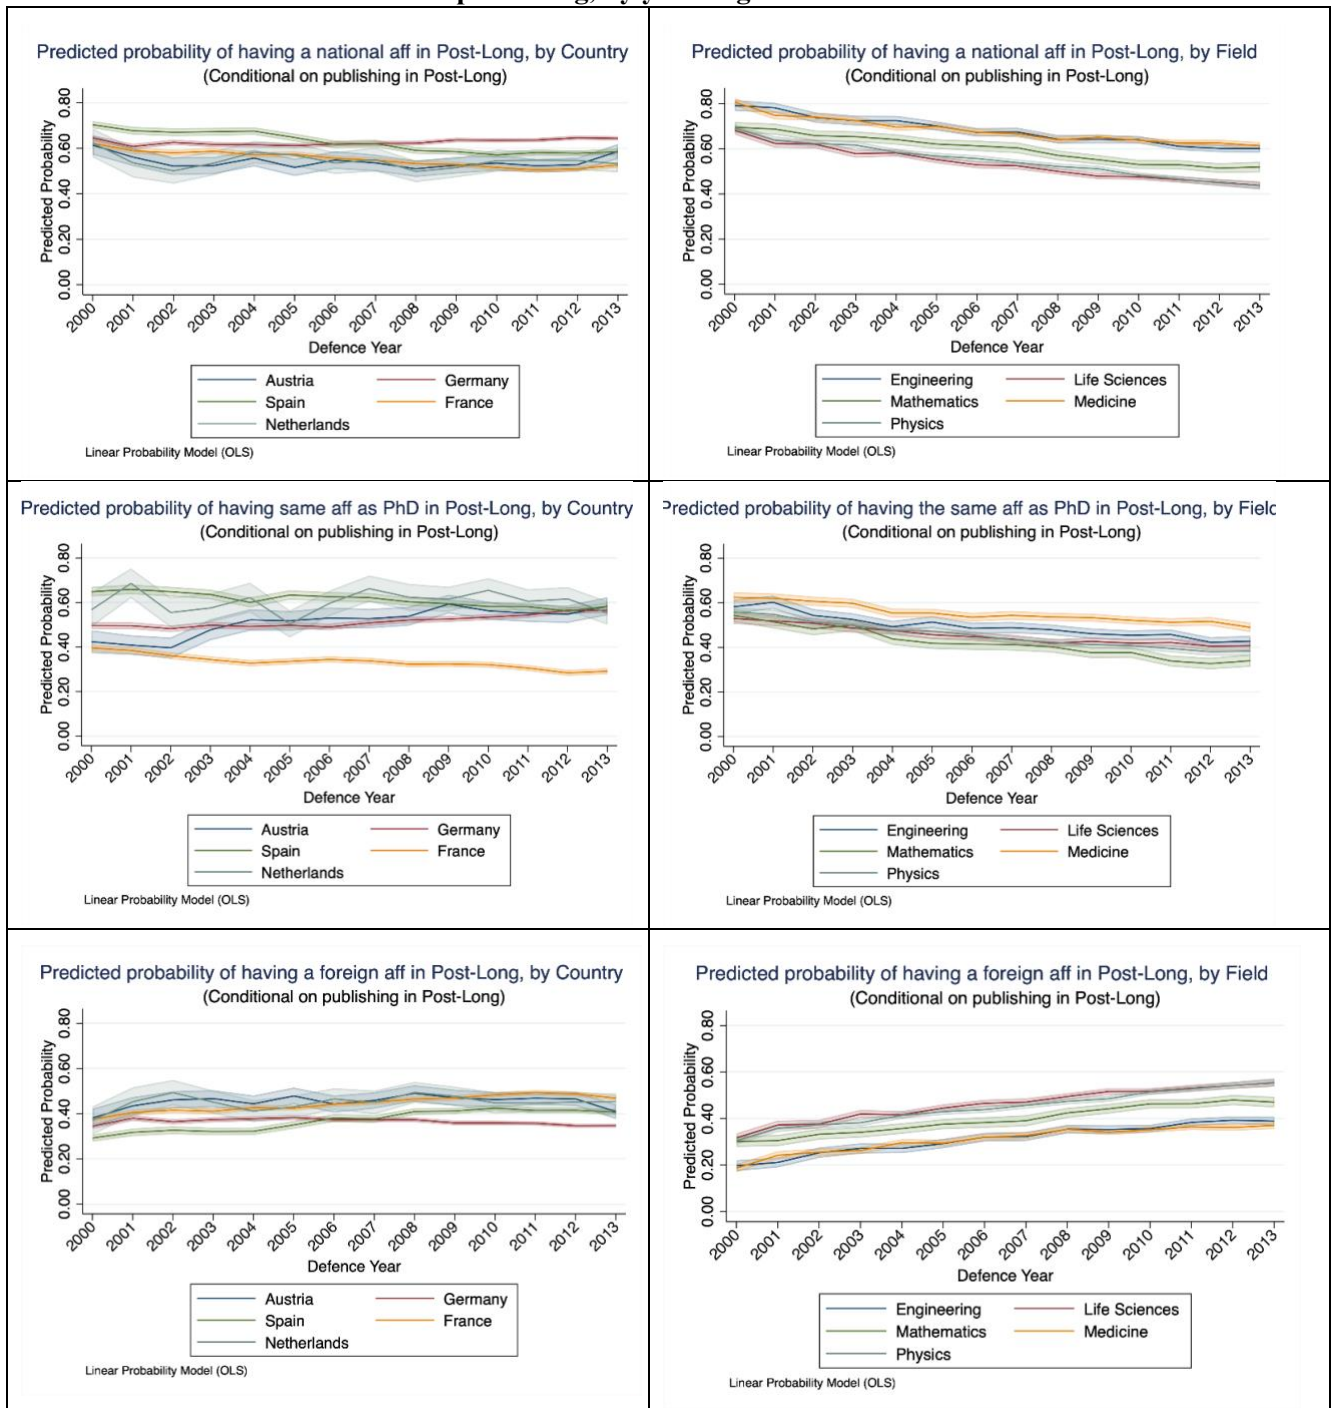 Predicted probability of having a national aff in Post-Long, by Country
(Conditional on publishing in Post-Long)
Predicted Probability
0.00 0.20 0.40 0.60 0.80
2000 2001 2002 2003 2004 2005 2006 2007 2008 2009 2010 2011 2012 2013
Defence Year
Austria Germany
Spain France
Netherlands
Linear Probability Model (OLS)
Predicted probability of having a national aff in Post-Long, by Field
(Conditional on publishing in Post-Long)
Predicted Probability
0.00 0.20 0.40 0.60 0.80
2000 2001 2002 2003 2004 2005 2006 2007 2008 2009 2010 2011 2012 2013
Defence Year
Engineering Life Sciences
Mathematics Medicine
Physics
Linear Probability Model (OLS)
Predicted probability of having same aff as PhD in Post-Long, by Country
(Conditional on publishing in Post-Long)
Predicted Probability
0.00 0.20 0.40 0.60 0.80
2000 2001 2002 2003 2004 2005 2006 2007 2008 2009 2010 2011 2012 2013
Defence Year
Austria Germany
Spain France
Netherlands
Linear Probability Model (OLS)
Predicted probability of having the same aff as PhD in Post-Long, by Field
(Conditional on publishing in Post-Long)
Predicted Probability
0.00 0.20 0.40 0.60 0.80
2000 2001 2002 2003 2004 2005 2006 2007 2008 2009 2010 2011 2012 2013
Defence Year
Engineering Life Sciences
Mathematics Medicine
Physics
Linear Probability Model (OLS)
Predicted probability of having a foreign aff in Post-Long, by Country
(Conditional on publishing in Post-Long)
Predicted Probability
0.00 0.20 0.40 0.60 0.80
2000 2001 2002 2003 2004 2005 2006 2007 2008 2009 2010 2011 2012 2013
Defence Year
Austria Germany
Spain France
Netherlands
Linear Probability Model (OLS)
Predicted probability of having a foreign aff in Post-Long, by Field
(Conditional on publishing in Post-Long)
Predicted Probability
0.00 0.20 0.40 0.60 0.80
2000 2001 2002 2003 2004 2005 2006 2007 2008 2009 2010 2011 2012 2013
Defence Year
Engineering Life Sciences
Mathematics Medicine
Physics
Linear Probability Model (OLS)